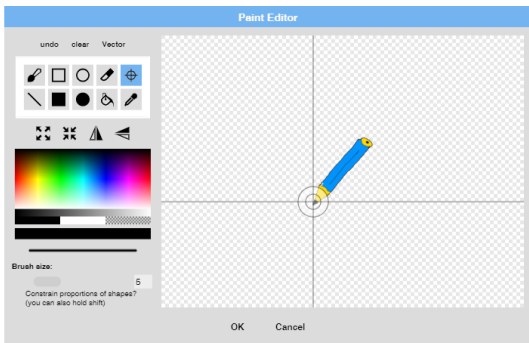 Paint Editor
undo clear Vector
Brush size:
5
Constrain proportions of shapes?
(you can also hold shift)
OK Cancel